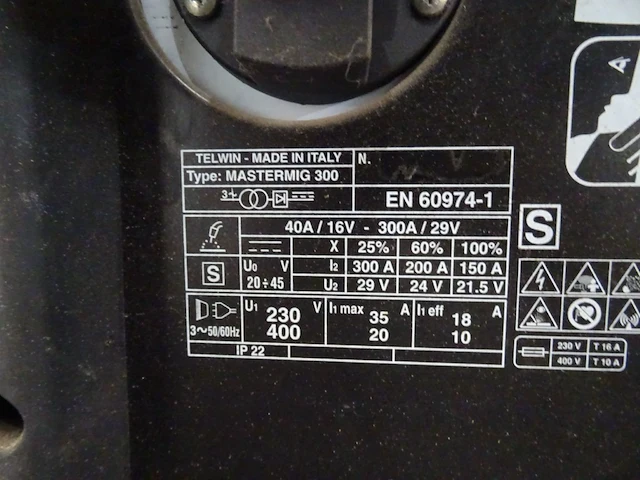 TELWIN - MADE IN ITALY N.
Type: MASTERMIG 300
3~ EN 60974-1
40A / 16V - 300A / 29V
X 25% 60% 100%
S U₀ V I₂ 300 A 200 A 150 A
20÷45 U₂ 29 V 24 V 21.5 V
U₁ 230 V I₁ max 35 A I₁ eff 18 A
3~50/60Hz 400 20 10
IP 22
S
230 V T 16 A
400 V T 10 A